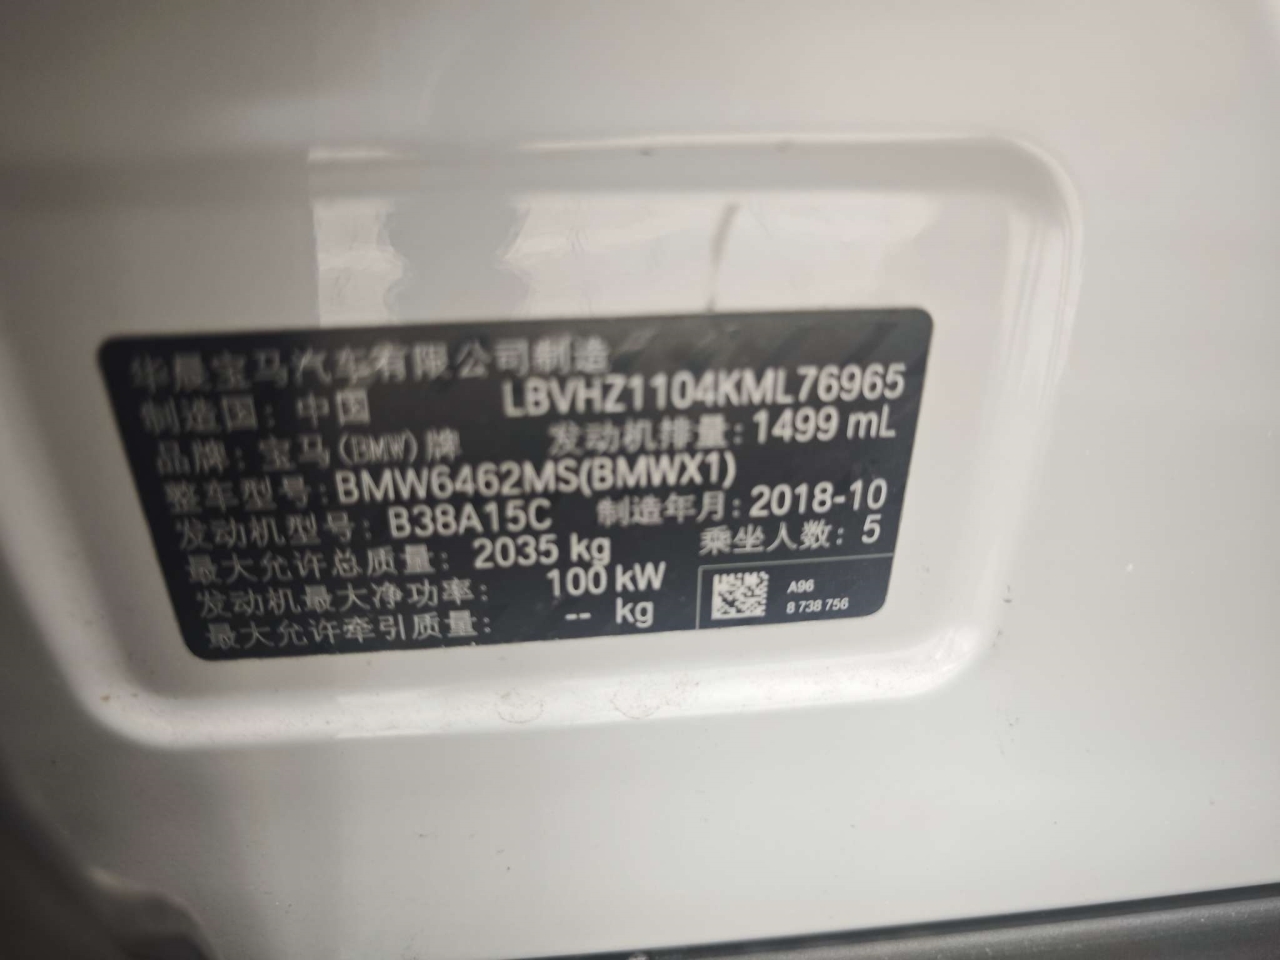 华晨宝马汽车有限公司制造
制造国：中国 LBVHZ1104KML76965
品牌：宝马(BMW)牌 发动机排量：1499 mL
整车型号：BMW6462MS(BMWX1)
发动机型号：B38A15C 制造年月：2018-10
最大允许总质量：2035 kg 乘坐人数：5
发动机最大净功率：100 kW
最大允许牵引质量：-- kg
A96
8 738 756